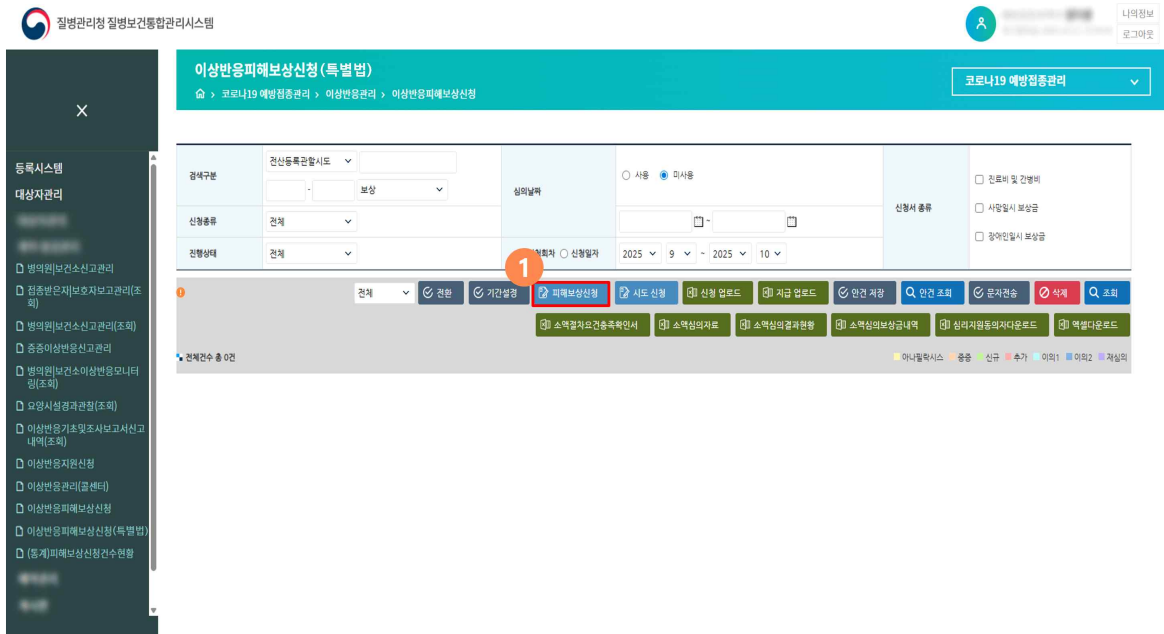 질병관리청 질병보건통합관리시스템
나의정보
로그아웃
이상반응피해보상신청(특별법)
코로나19 예방접종관리 > 이상반응관리 > 이상반응피해보상신청
코로나19 예방접종관리
X
등록시스템
대상자관리
병의원|보건소신고관리
접종받은자|보호자보고관리(조
회)
병의원|보건소신고관리(조회)
중증이상반응신고관리
병의원|보건소이상반응모니터
링(조회)
요양시설경과관찰(조회)
이상반응기초및조사보고서신고
내역(조회)
이상반응지원신청
이상반응관리(콜센터)
이상반응피해보상신청
이상반응피해보상신청(특별법)
(통계)피해보상신청건수현황
검색구분
전산등록관할시도
- 보상
신청종류
전체
진행상태
전체
심의날짜
사용 미사용
~
청회차 신청일자
2025 9 ~ 2025 10
신청서 종류
진료비 및 간병비
사망일시 보상금
장애인일시 보상금
1
전체 전환 기간설정 피해보상신청 시도 신청 신청 업로드 지급 업로드 안건 저장 안건 조회 문자전송 삭제 조회
소액절차요건충족확인서 소액심의자료 소액심의결과현황 소액심의보상금내역 심리지원동의자다운로드 엑셀다운로드
전체건수 총 0건
아나필락시스 중증 신규 추가 이의1 이의2 재심의